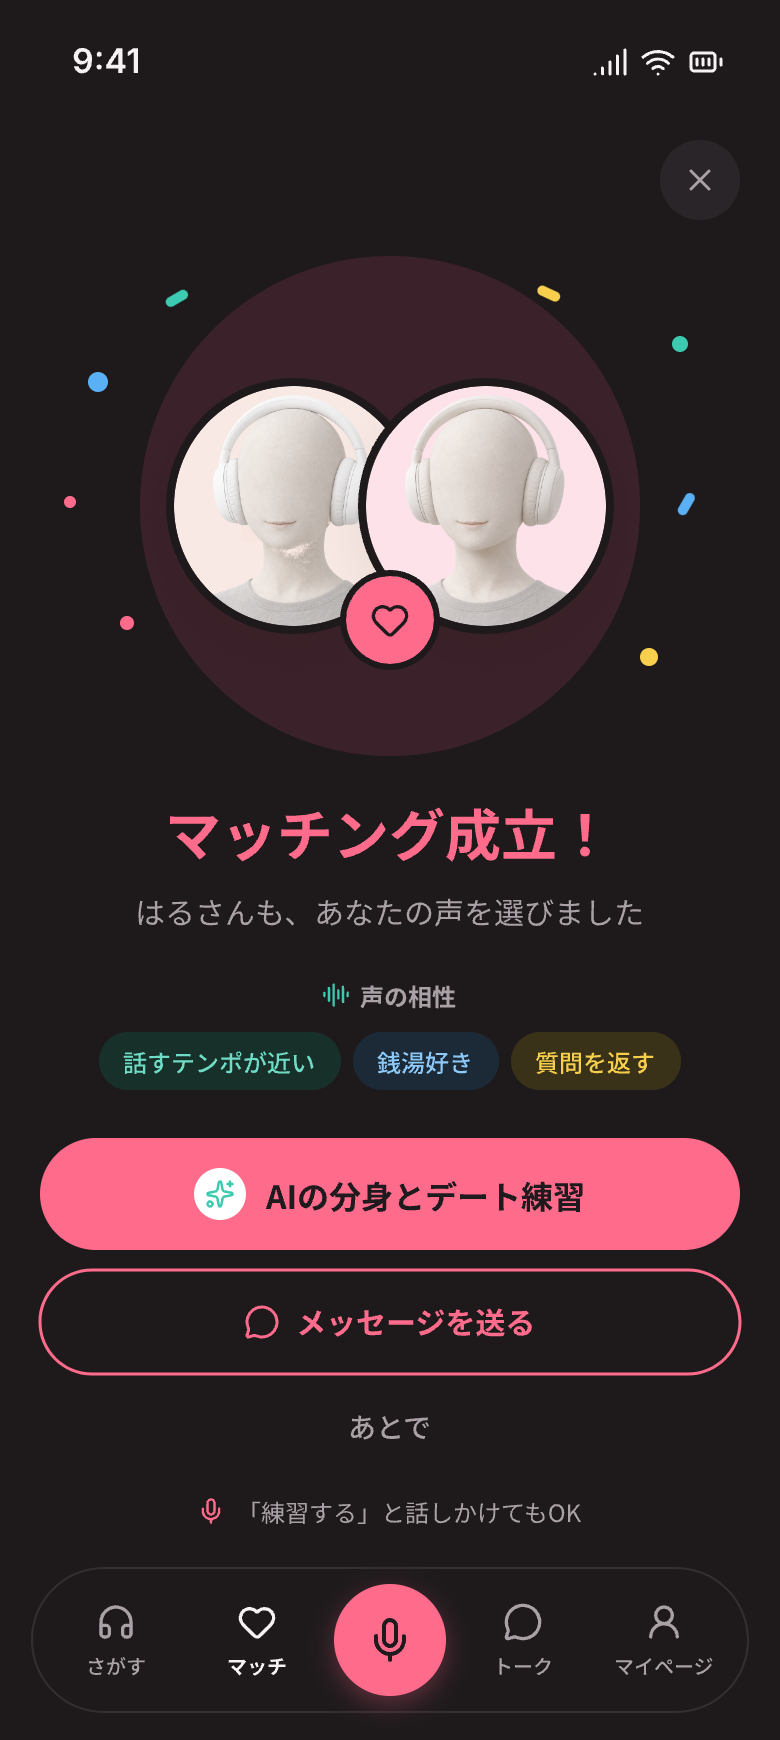 9:41
マッチング成立！
はるさんも、あなたの声を選びました
声の相性
話すテンポが近い
銭湯好き
質問を返す
AIの分身とデート練習
メッセージを送る
あとで
「練習する」と話しかけてもOK
さがす
マッチ
トーク
マイページ